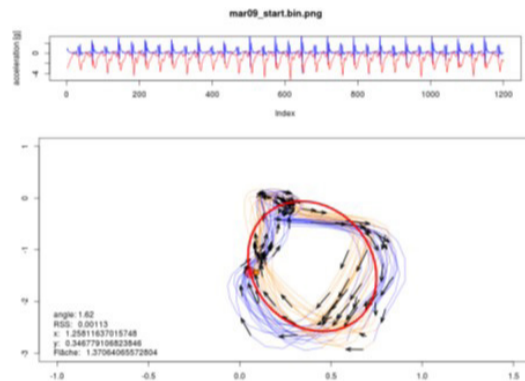 mar09_start.bin.png
acceleration [g]
0
-4
0
200
400
600
800
1000
1200
Index
1
0
-1
-2
-3
angle: 1.62
RSS: 0.00113
x: 1.25811637015748
y: 0.346779106823846
Fläche: 1.37064065572804
-1.0
-0.5
0.0
0.5
1.0
1.5